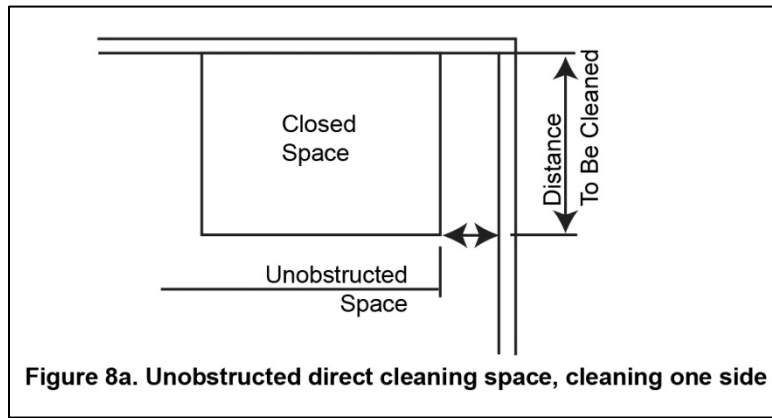 Closed
Space
Distance
To Be Cleaned
Unobstructed
Space
Figure 8a. Unobstructed direct cleaning space, cleaning one side